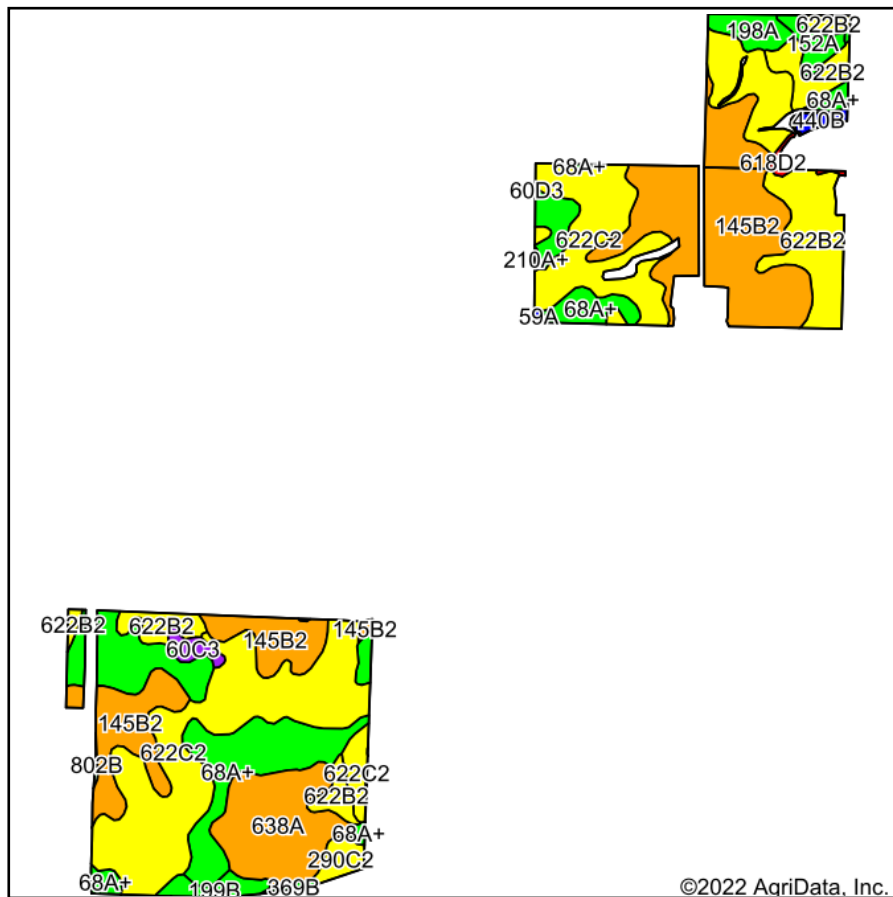 622B2
198A
152A
622B2
68A+
440B
618D2
68A+
60D3
145B2
622C2
622B2
210A+
59A
68A+
622B2
622B2
145B2
145B2
60C3
145B2
622C2
802B
68A+
622C2
622B2
638A
68A+
290C2
68A+
199B
369B
©2022 AgriData, Inc.